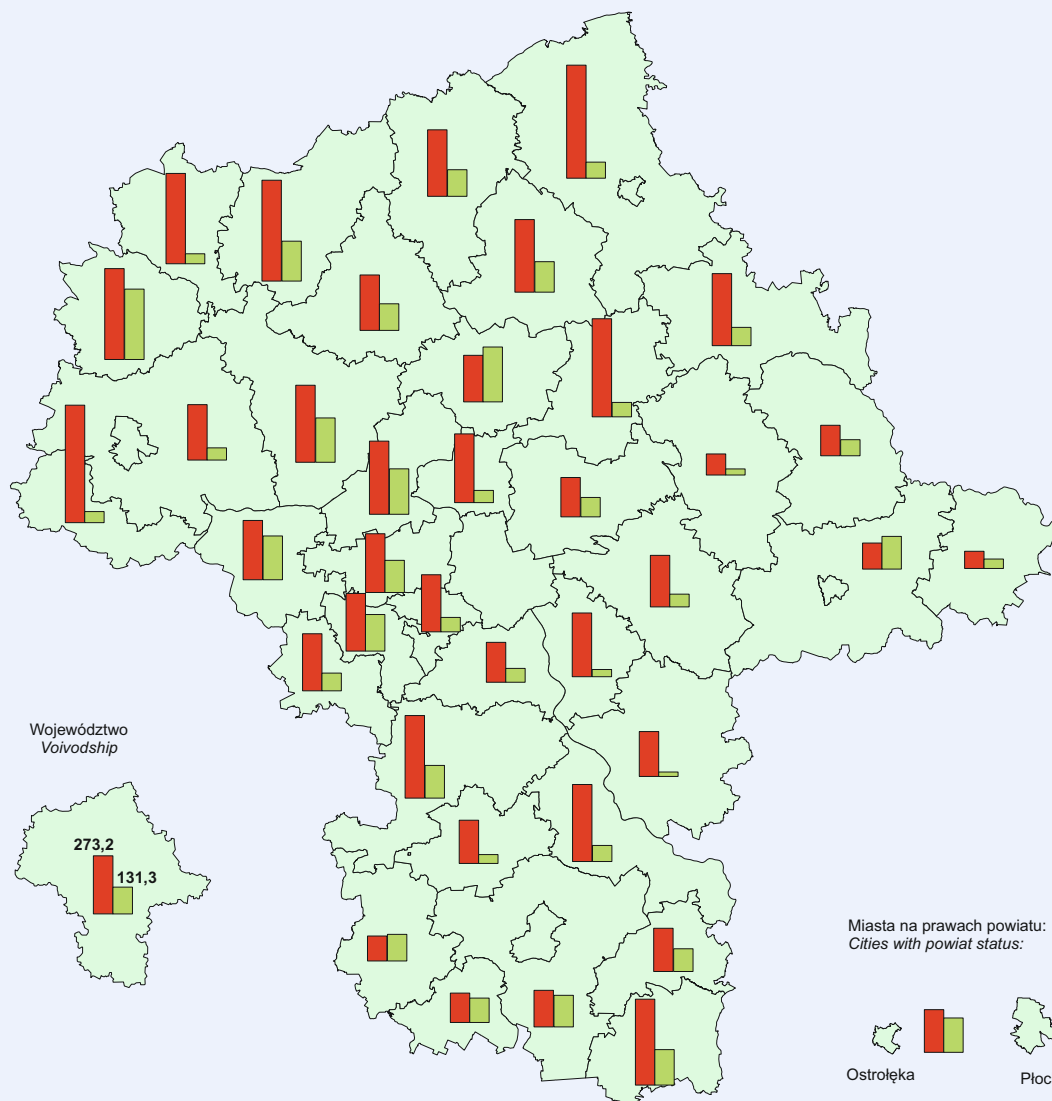 Województwo
Voivodship
273,2
131,3
Miasta na prawach powiatu:
Cities with powiat status:
Ostrołęka
Płoc